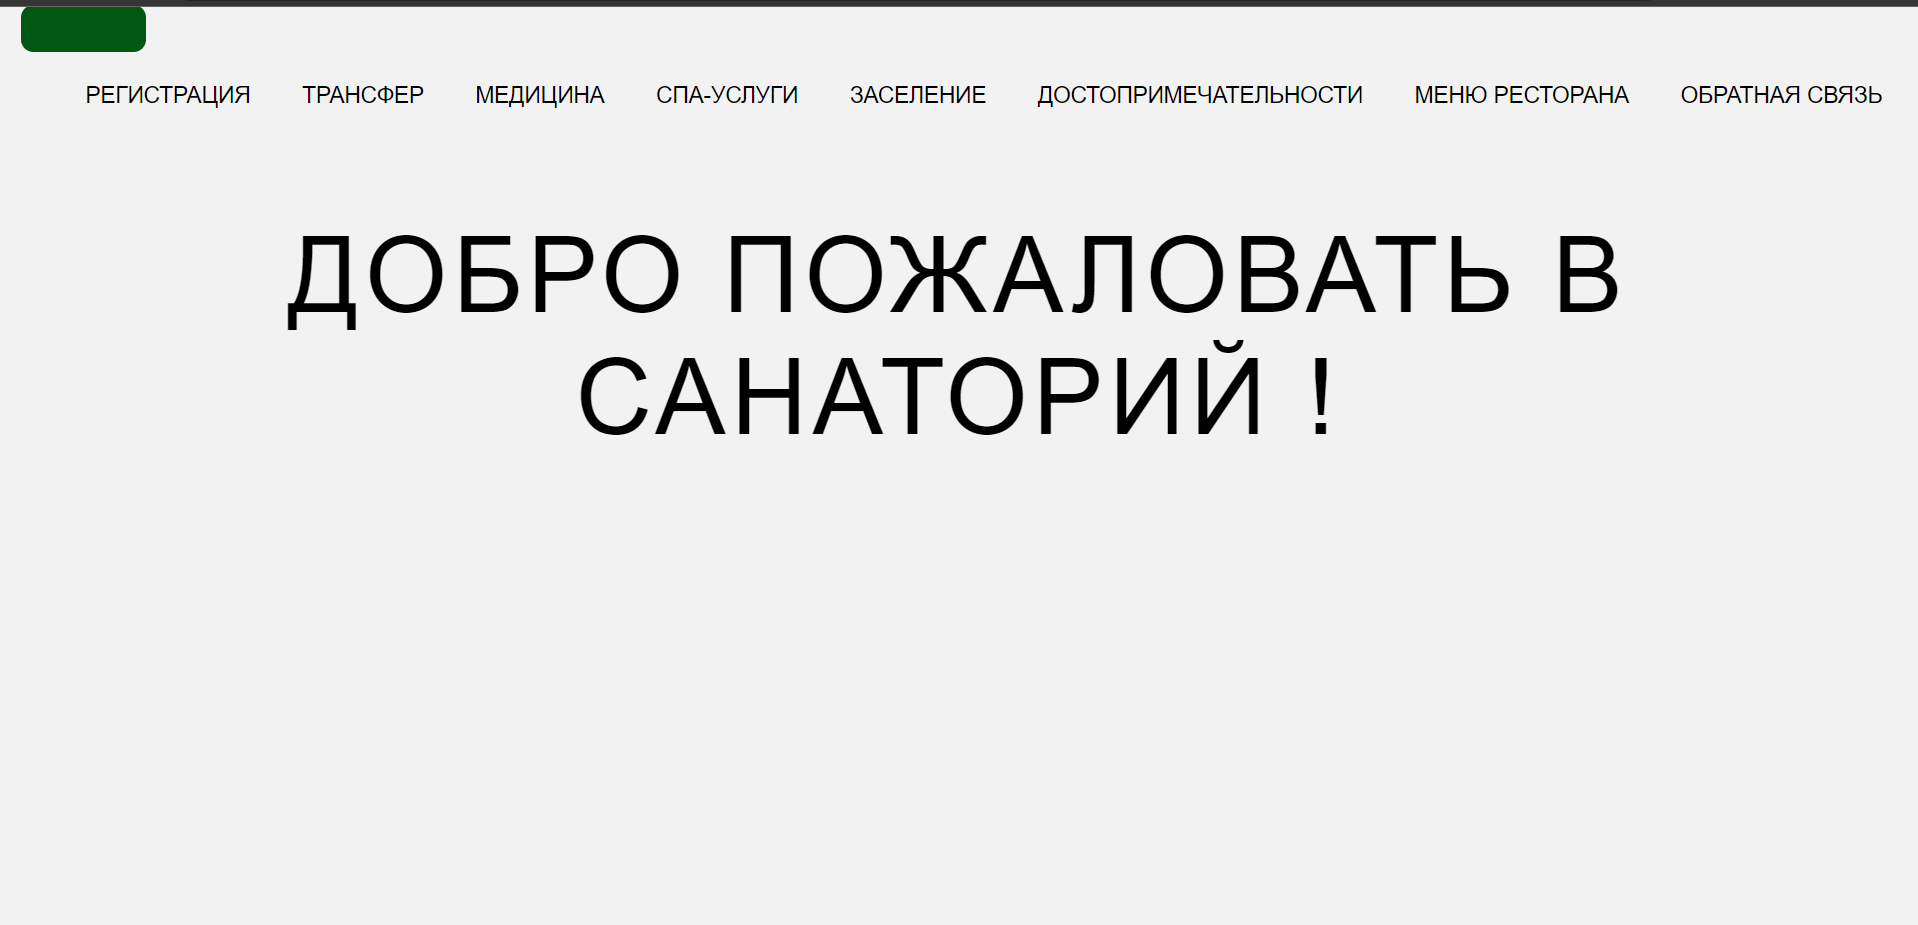 РЕГИСТРАЦИЯ ТРАНСФЕР МЕДИЦИНА СПА-УСЛУГИ ЗАСЕЛЕНИЕ ДОСТОПРИМЕЧАТЕЛЬНОСТИ МЕНЮ РЕСТОРАНА ОБРАТНАЯ СВЯЗЬ
ДОБРО ПОЖАЛОВАТЬ В
САНАТОРИЙ !